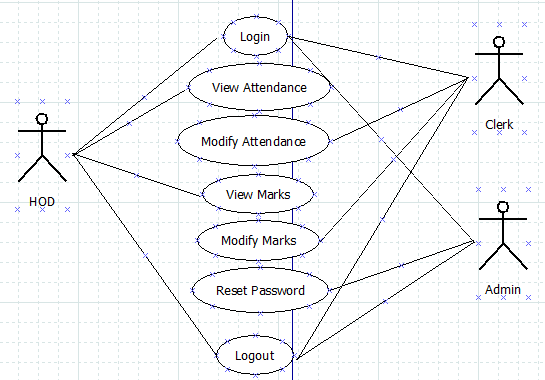 Login
View Attendance
Clerk
Modify Attendance
HOD
View Marks
Modify Marks
Reset Password
Admin
Logout